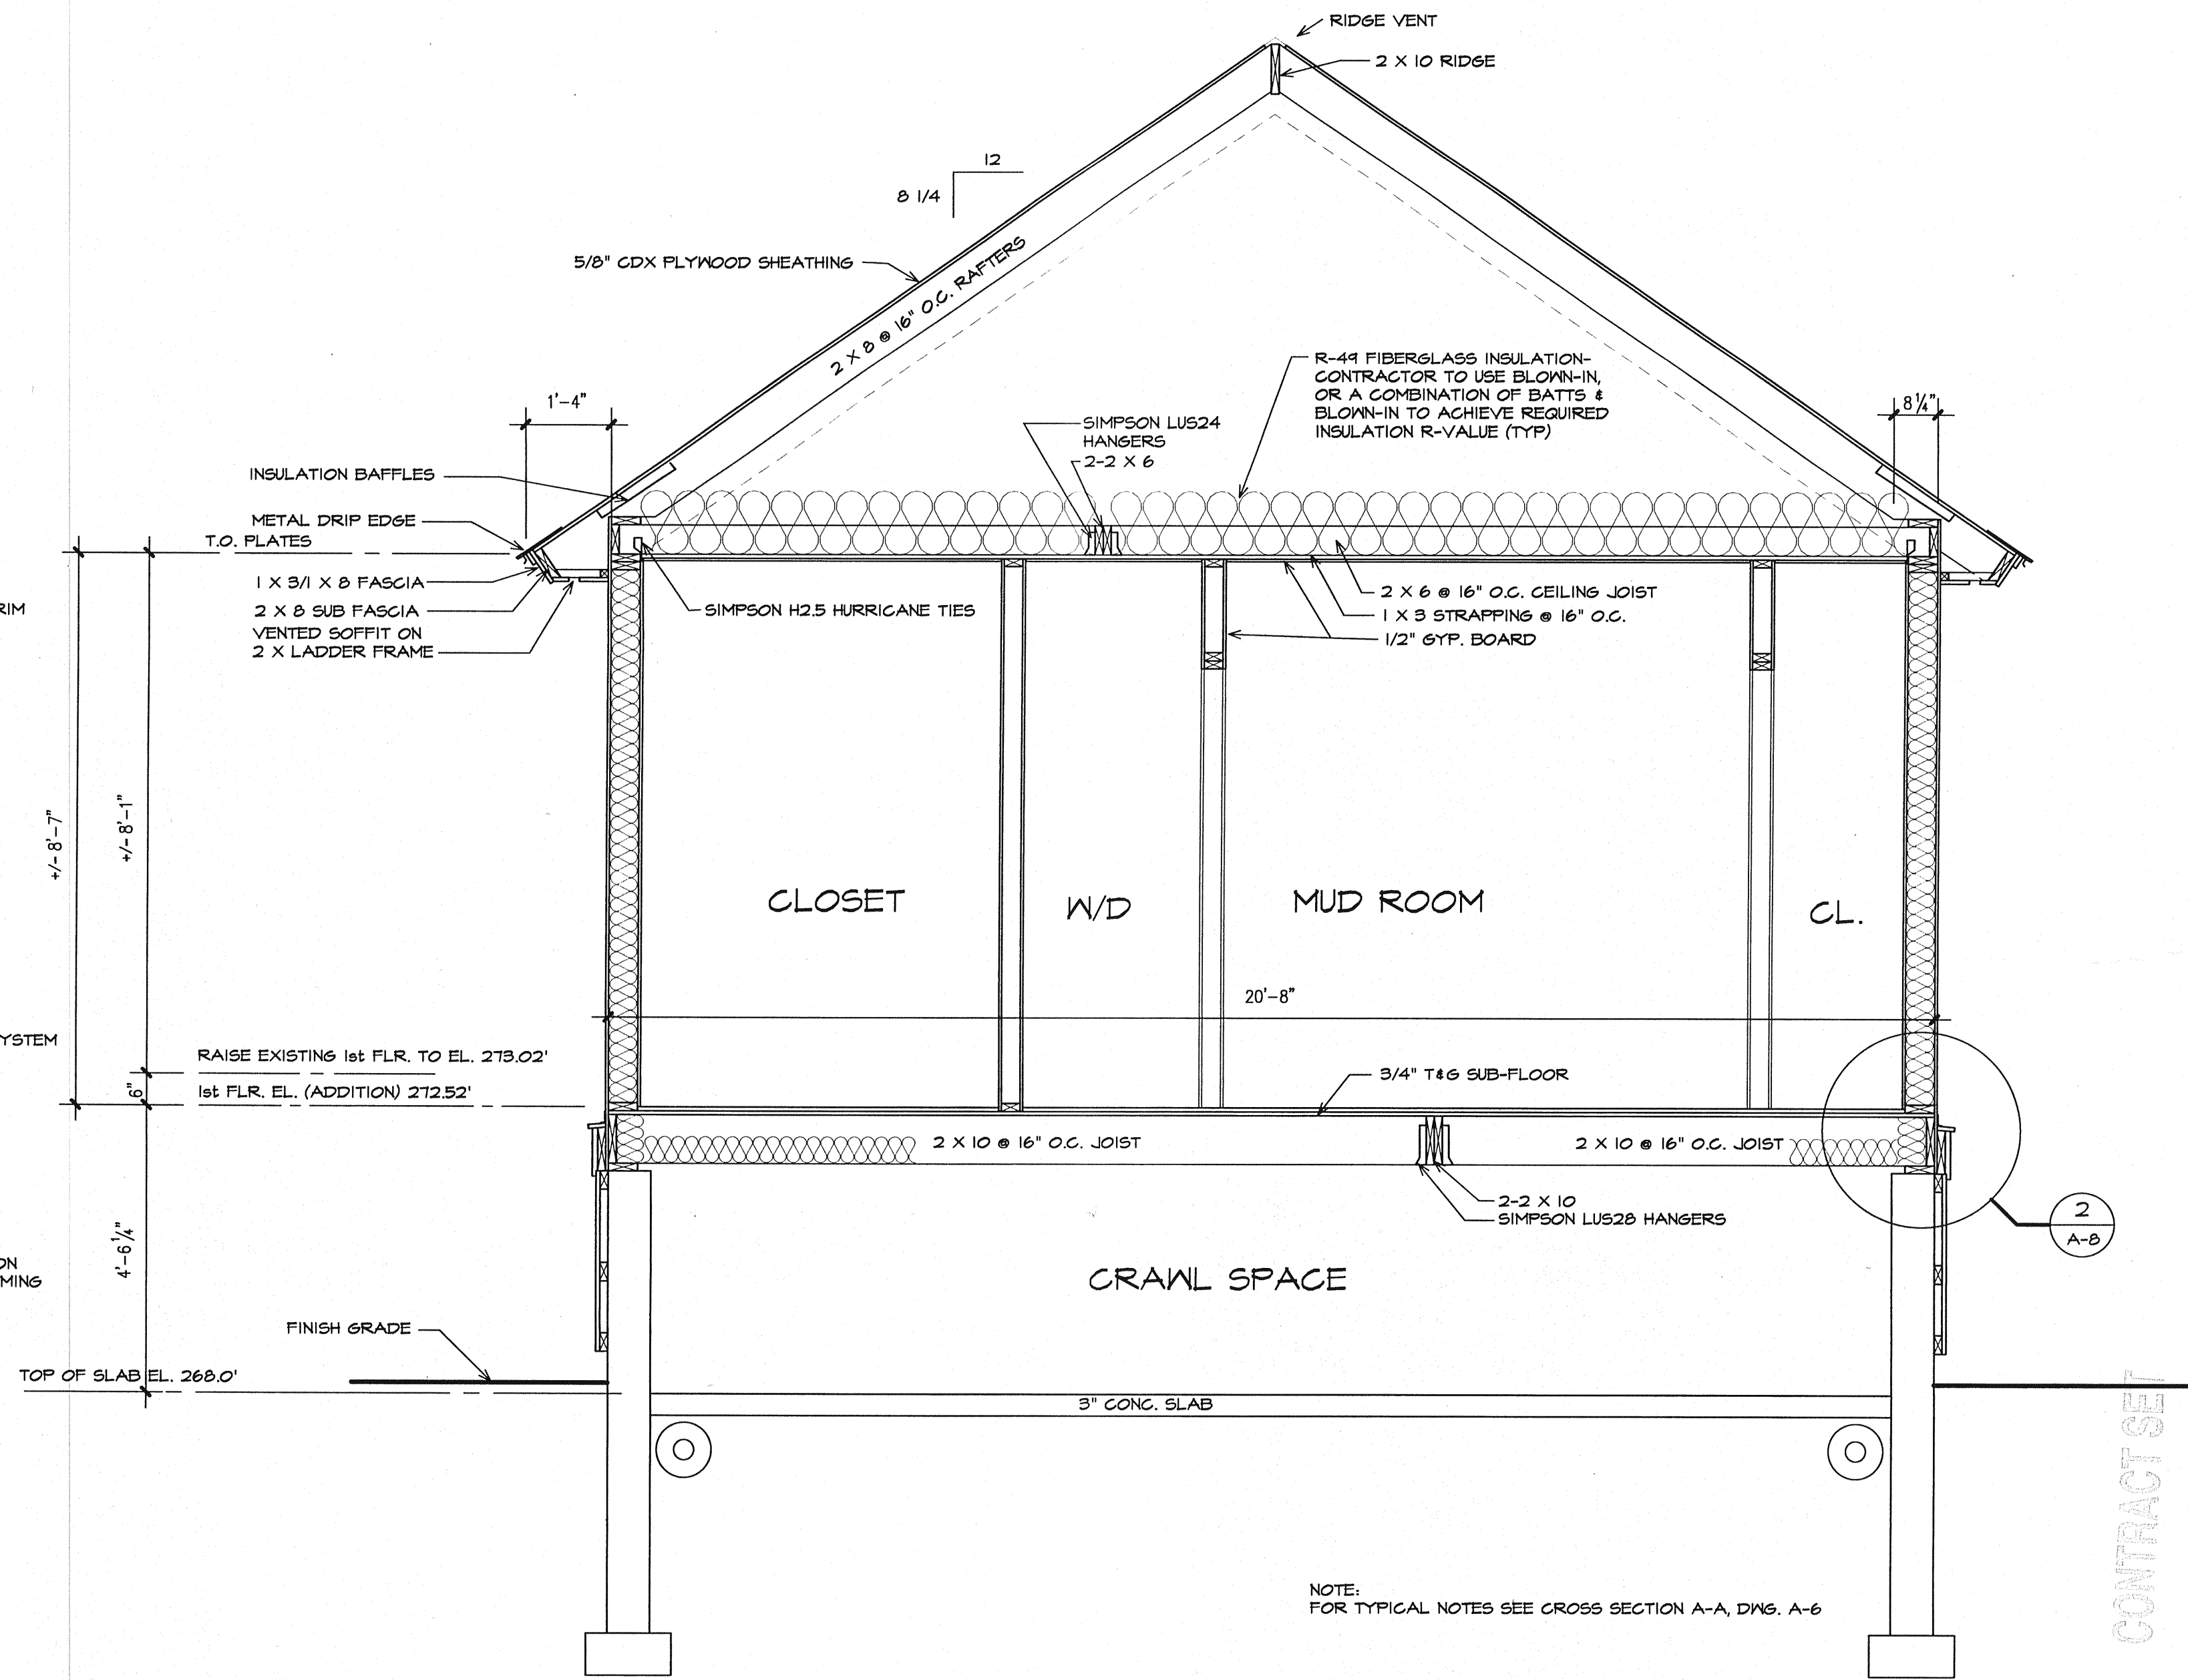 RIDGE VENT
2 X 10 RIDGE
12
8 1/4
5/8" CDX PLYWOOD SHEATHING
2 X 8 @ 16" O.C. RAFTERS
R-49 FIBERGLASS INSULATION-
CONTRACTOR TO USE BLOWN-IN,
OR A COMBINATION OF BATTS &
BLOWN-IN TO ACHIEVE REQUIRED
INSULATION R-VALUE (TYP)
1'-4"
8 1/4"
SIMPSON LUS24
HANGERS
2-2 X 6
INSULATION BAFFLES
METAL DRIP EDGE
T.O. PLATES
1 X 3/1 X 8 FASCIA
2 X 8 SUB FASCIA
VENTED SOFFIT ON
2 X LADDER FRAME
SIMPSON H2.5 HURRICANE TIES
2 X 6 @ 16" O.C. CEILING JOIST
1 X 3 STRAPPING @ 16" O.C.
1/2" GYP. BOARD
RIM
+/- 8'-7"
+/- 8'-1"
CLOSET
W/D
MUD ROOM
CL.
20'-8"
YSTEM
RAISE EXISTING 1st FLR. TO EL. 273.02'
6"
1st FLR. EL. (ADDITION) 272.52'
3/4" T&G SUB-FLOOR
2 X 10 @ 16" O.C. JOIST
2 X 10 @ 16" O.C. JOIST
2-2 X 10
SIMPSON LUS28 HANGERS
2
A-8
4'-6 1/4"
ON
MING
CRAWL SPACE
FINISH GRADE
TOP OF SLAB EL. 268.0'
3" CONC. SLAB
CONTRACT SET
NOTE:
FOR TYPICAL NOTES SEE CROSS SECTION A-A, DWG. A-6